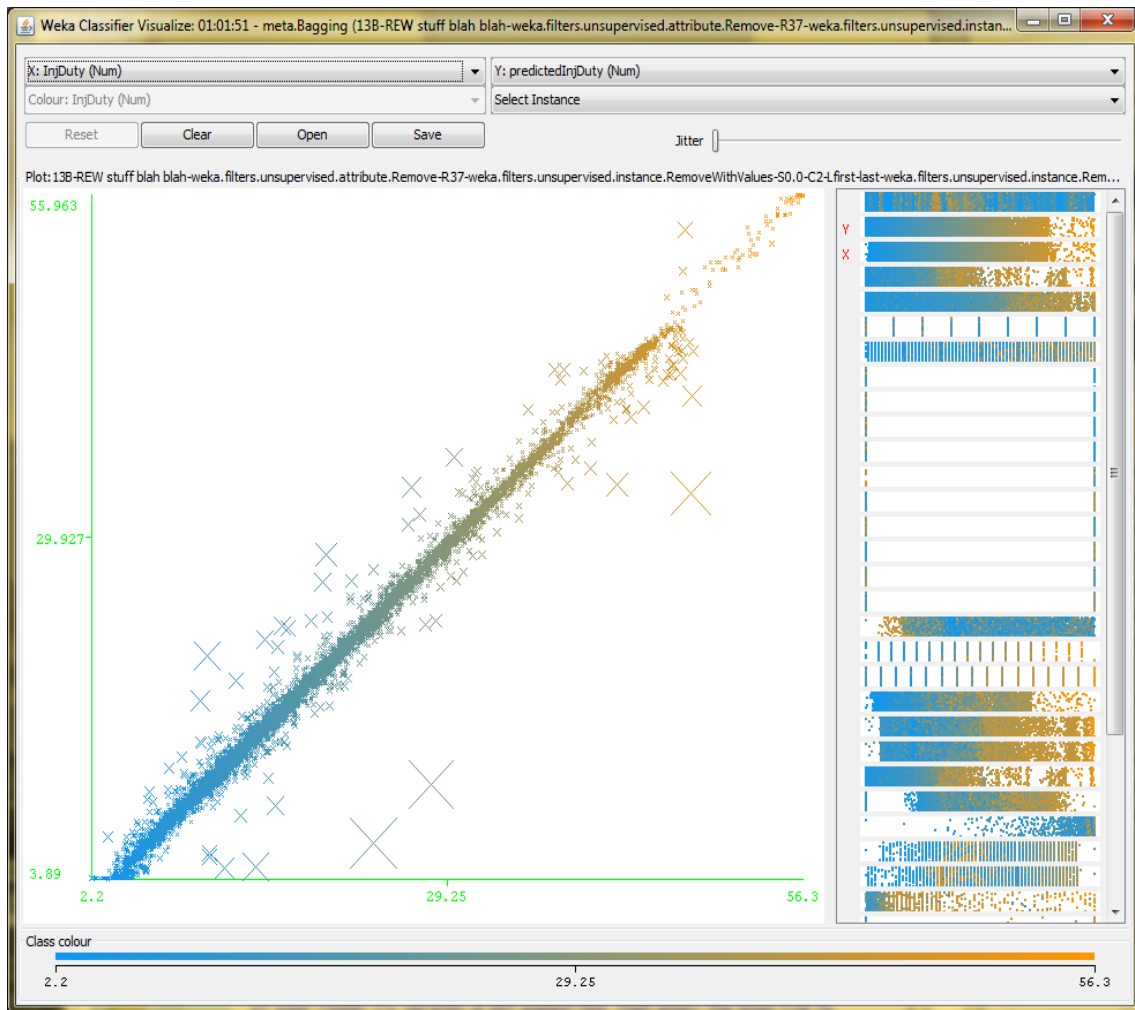 Weka Classifier Visualize: 01:01:51 - meta.Bagging (13B-REW stuff blah blah-weka.filters.unsupervised.attribute.Remove-R37-weka.filters.unsupervised.instan...
X: InjDuty (Num)
Y: predictedInjDuty (Num)
Colour: InjDuty (Num)
Select Instance
Reset
Clear
Open
Save
Jitter
Plot: 13B-REW stuff blah blah-weka.filters.unsupervised.attribute.Remove-R37-weka.filters.unsupervised.instance.RemoveWithValues-S0.0-C2-Lfirst-last-weka.filters.unsupervised.instance.Rem...
55.963
Y
X
29.927
3.89
2.2
29.25
56.3
Class colour
2.2
29.25
56.3